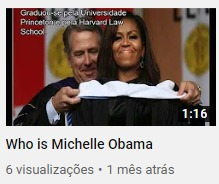 Graduou-se pela Universidade
Princeton e pela Harvard Law
School
1:16
Who is Michelle Obama
6 visualizações • 1 mês atrás